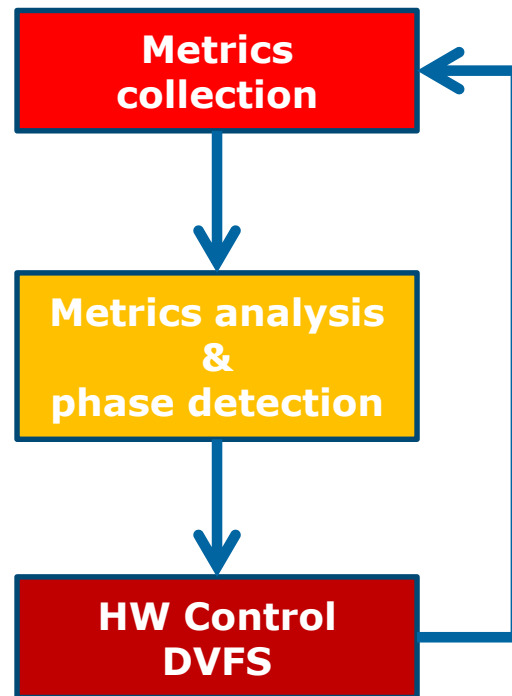 Metrics
collection
Metrics analysis
&
phase detection
HW Control
DVFS